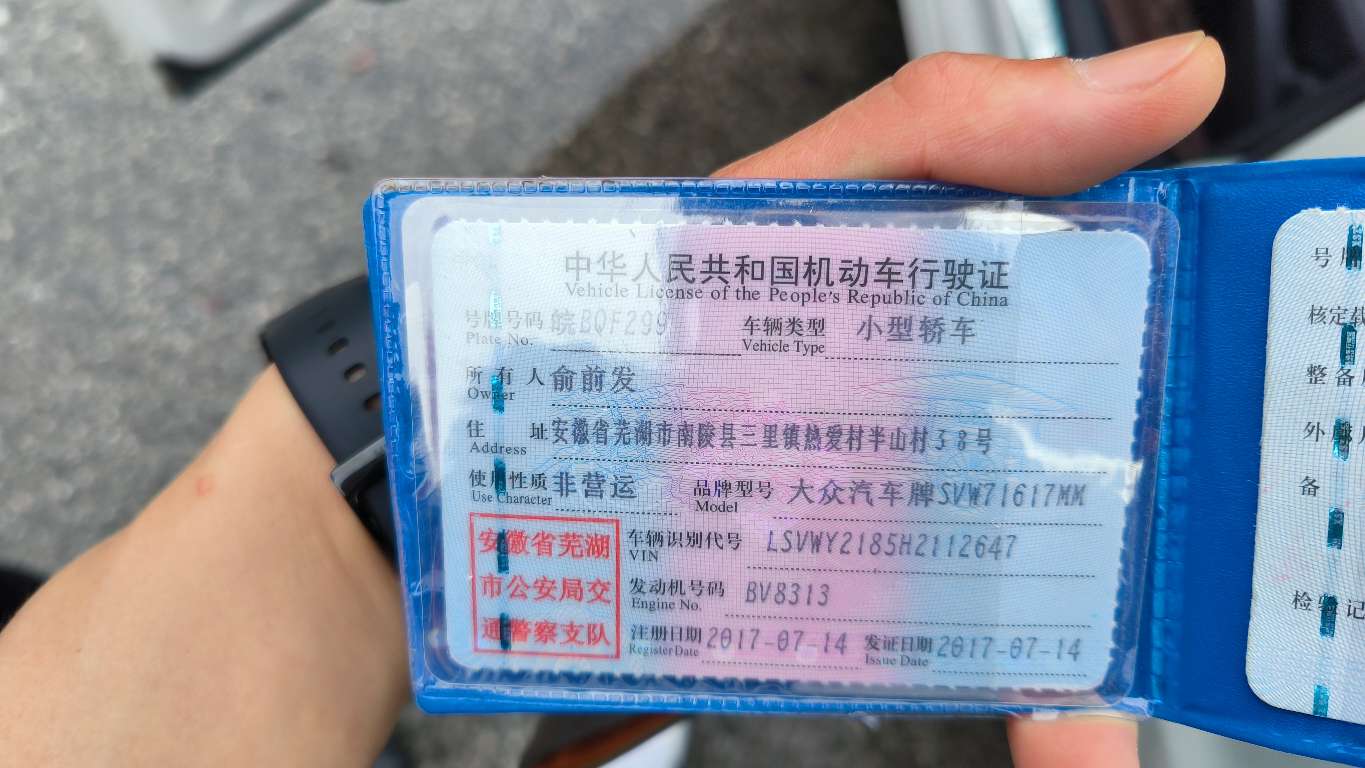 中华人民共和国机动车行驶证
Vehicle License of the People's Republic of China
号牌号码 皖BQF299 车辆类型 小型轿车
Plate No. Vehicle Type
所有人 俞前发
Owner
住址 安徽省芜湖市南陵县三里镇热爱村半山村38号
Address
使用性质 非营运 品牌型号 大众汽车牌SVW71617MM
Use Character Model
安徽省芜湖
市公安局交
通警察支队
车辆识别代号 LSVWY2185H2112647
VIN
发动机号码 BV8313
Engine No.
注册日期 2017-07-14 发证日期 2017-07-14
Register Date Issue Date
号牌
核定载
整备
外
备
检验记